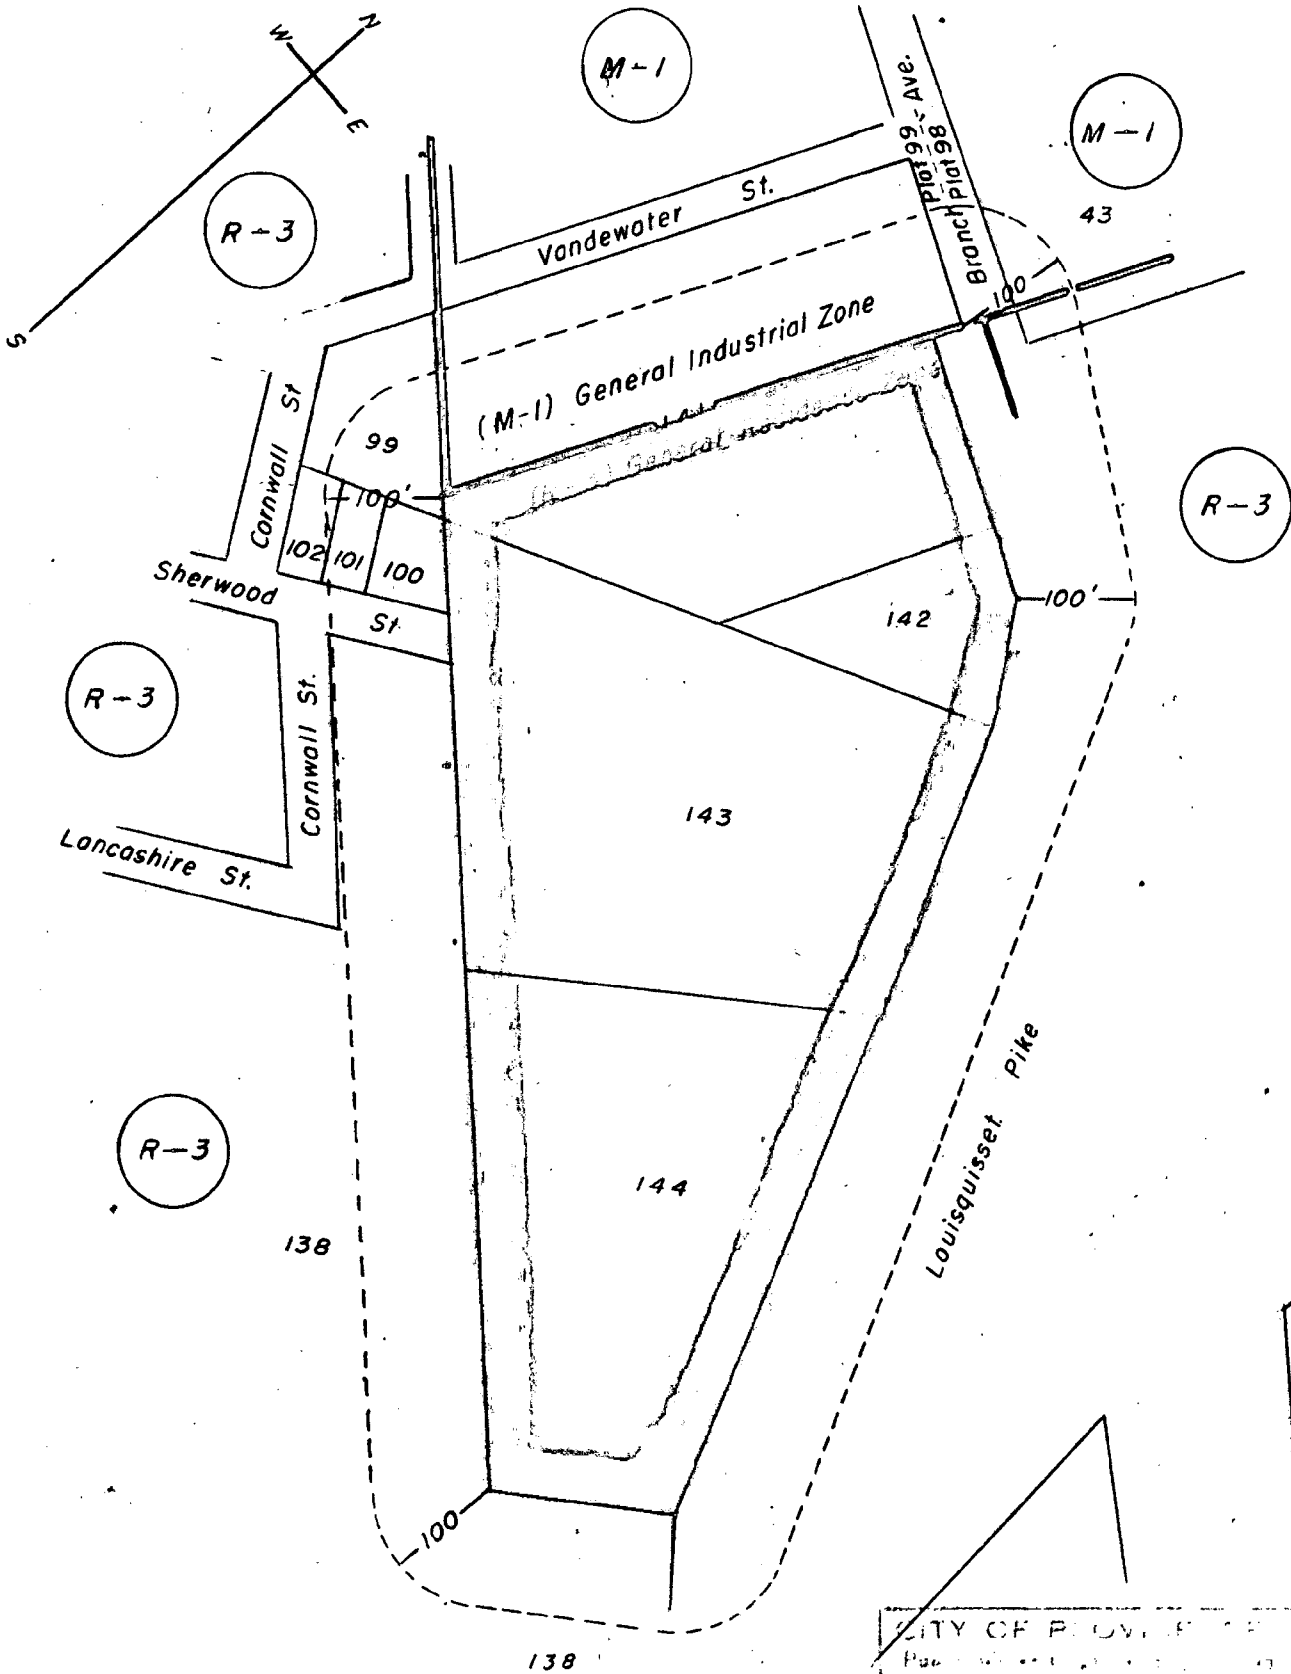 N
W
E
S
M-1
M-1
R-3
Branch Ave.
Plat 99
Plat 98
43
Vandewater St.
100
(M-1) General Industrial Zone
General
Cornwall St
99
100'
102 101 100
R-3
Sherwood St
142
100'
R-3
Cornwall St.
143
Lancashire St.
Louisquisset Pike
R-3
144
138
100
138
CITY OF